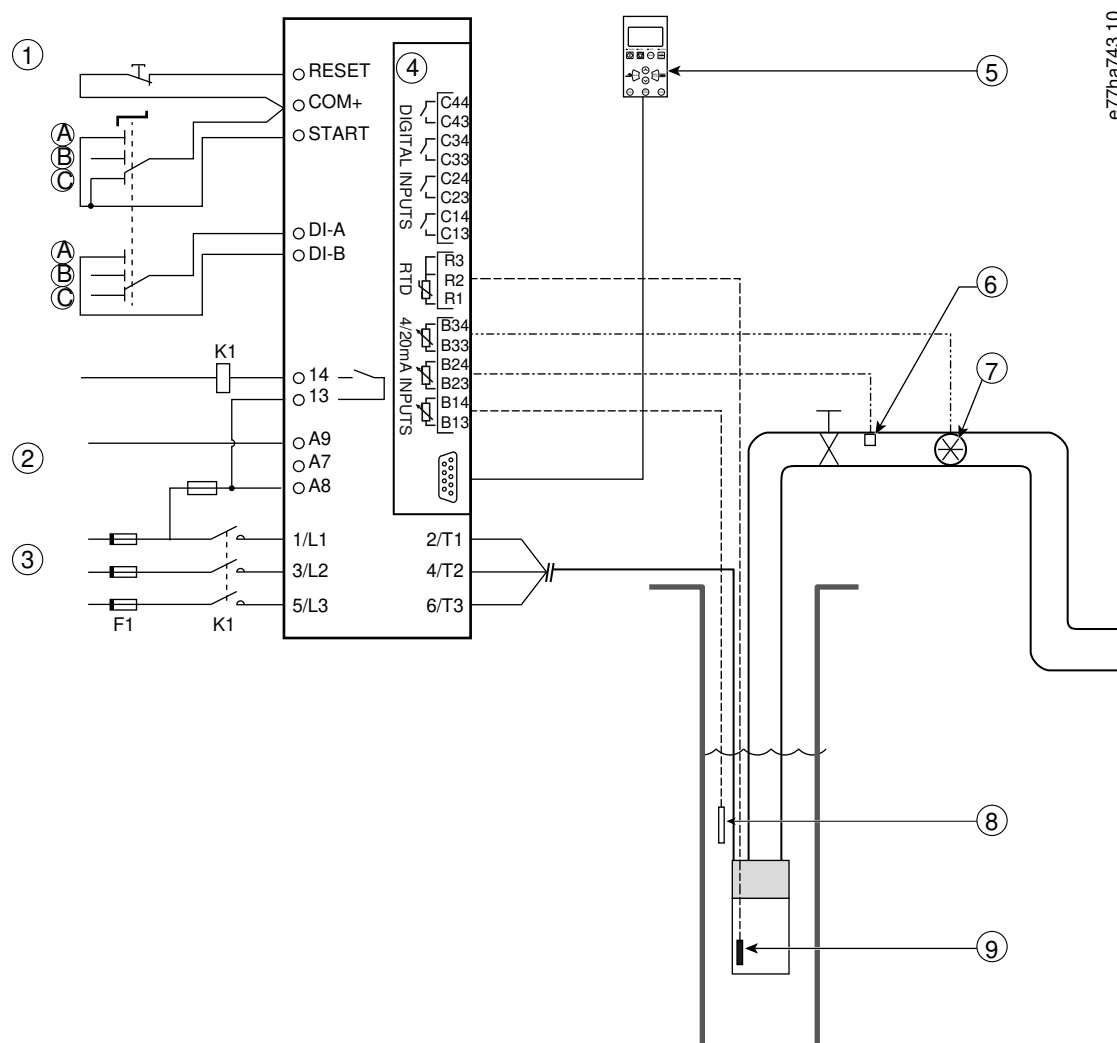 e77ha743.10
1
RESET
COM+
START
A
B
C
DI-A
DI-B
A
B
C
K1
14
13
2
A9
A7
A8
3
1/L1
3/L2
5/L3
F1
K1
2/T1
4/T2
6/T3
4
DIGITAL INPUTS
C44
C43
C34
C33
C24
C23
C14
C13
RTD
R3
R2
R1
4/20mA INPUTS
B34
B33
B24
B23
B14
B13
5
6
7
8
9